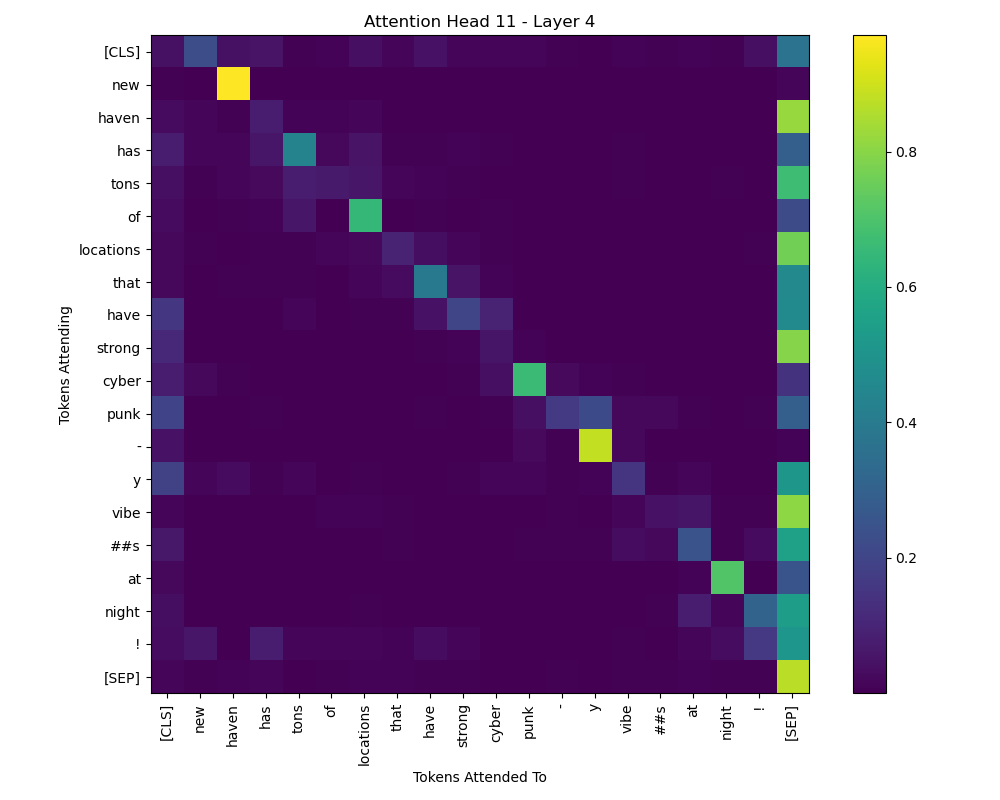 Attention Head 11 - Layer 4
[CLS]
new
haven
has
tons
of
locations
that
have
strong
cyber
punk
-
y
vibe
##s
at
night
!
[SEP]
Tokens Attending
[CLS]
new
haven
has
tons
of
locations
that
have
strong
cyber
punk
-
y
vibe
##s
at
night
!
[SEP]
Tokens Attended To
0.8
0.6
0.4
0.2